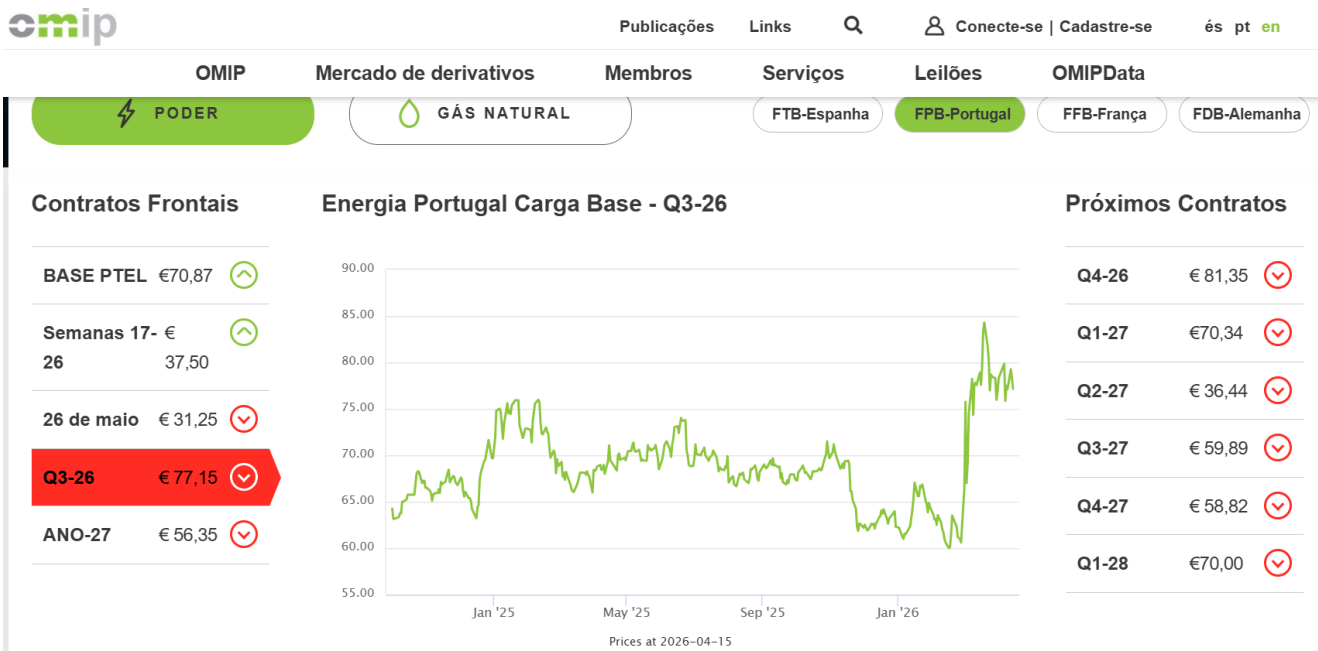 omip
Publicações Links Conecte-se | Cadastre-se és pt en
OMIP Mercado de derivativos Membros Serviços Leilões OMIPData
PODER GÁS NATURAL FTB-Espanha FPB-Portugal FFB-França FDB-Alemanha
Contratos Frontais
BASE PTEL €70,87
Semanas 17- €
26 37,50
26 de maio € 31,25
Q3-26 € 77,15
ANO-27 € 56,35
Energia Portugal Carga Base - Q3-26
90.00
85.00
80.00
75.00
70.00
65.00
60.00
55.00
Jan '25 May '25 Sep '25 Jan '26
Prices at 2026-04-15
Próximos Contratos
Q4-26 € 81,35
Q1-27 €70,34
Q2-27 € 36,44
Q3-27 € 59,89
Q4-27 € 58,82
Q1-28 €70,00